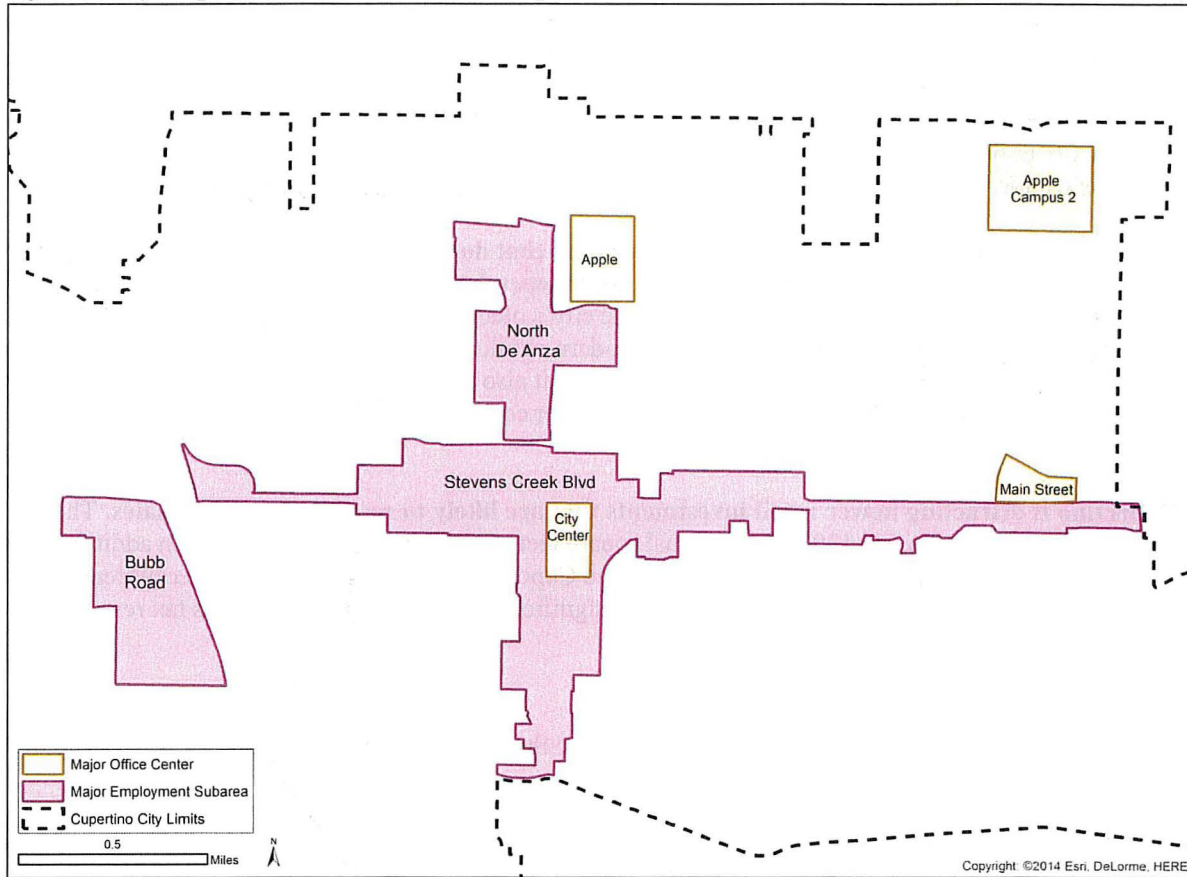 Apple
Campus 2
Apple
North
De Anza
Stevens Creek Blvd
Main Street
City
Center
Bubb
Road
Major Office Center
Major Employment Subarea
Cupertino City Limits
0.5
Miles
N
Copyright: ©2014 Esri, DeLorme, HERE